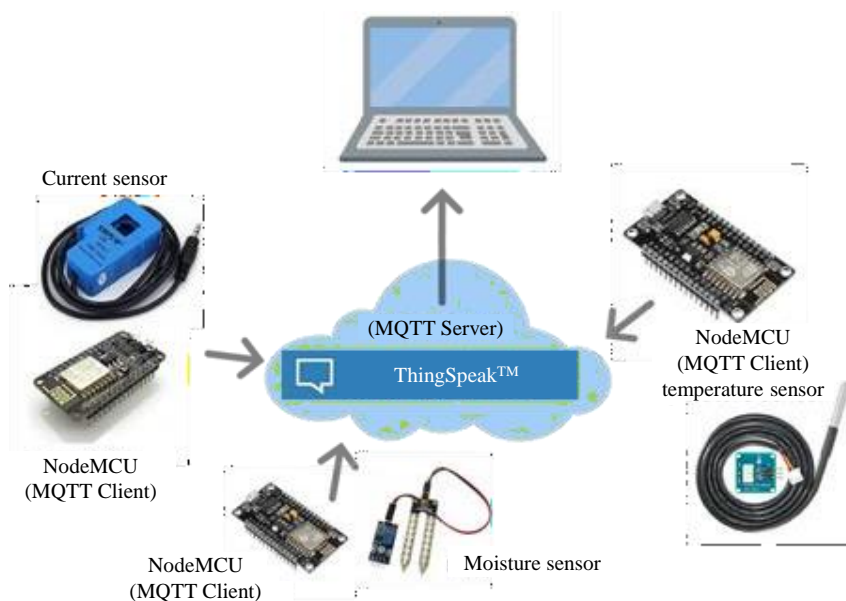 Current sensor
(MQTT Server)
ThingSpeak™
NodeMCU
(MQTT Client)
temperature sensor
NodeMCU
(MQTT Client)
NodeMCU
(MQTT Client)
Moisture sensor